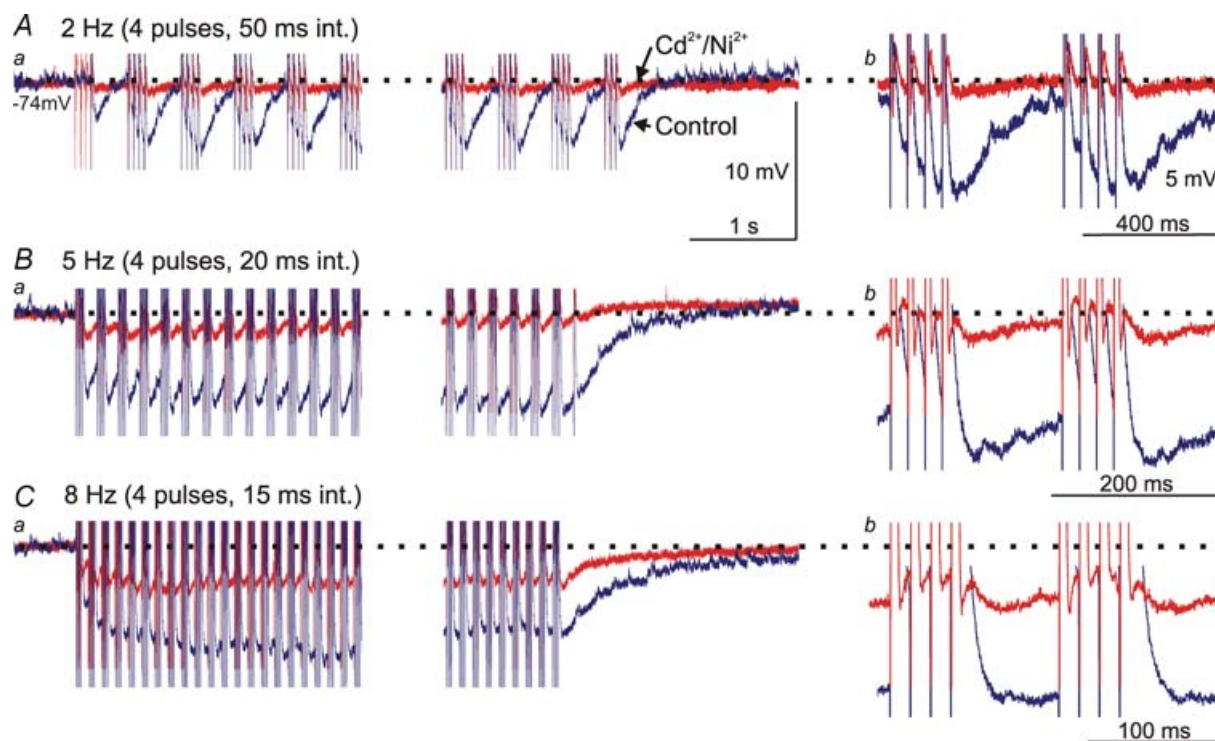 A 2 Hz (4 pulses, 50 ms int.)
a
-74mV
Cd²⁺/Ni²⁺
Control
10 mV
1 s
b
5 mV
400 ms
B 5 Hz (4 pulses, 20 ms int.)
a
b
200 ms
C 8 Hz (4 pulses, 15 ms int.)
a
b
100 ms